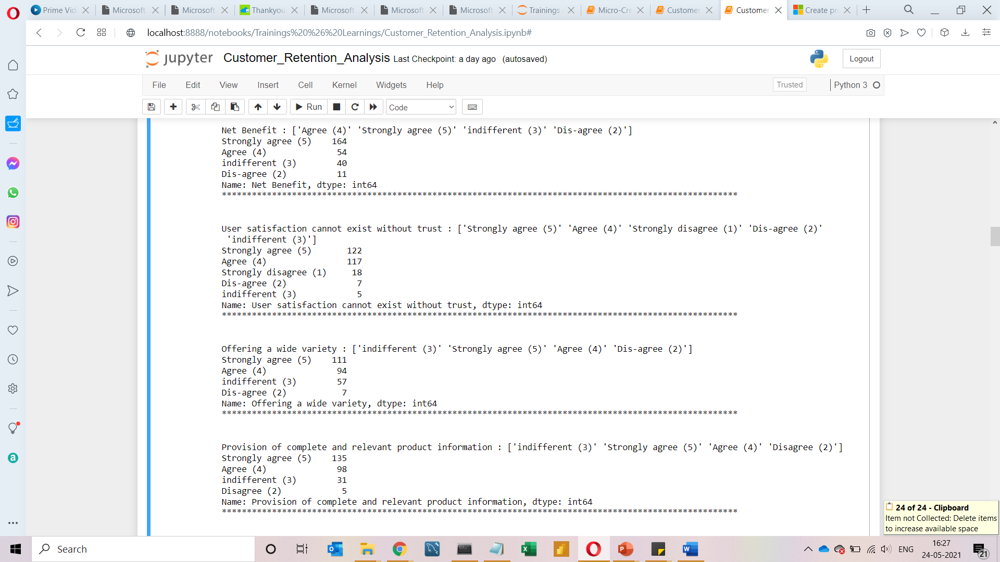 Prime Vid
Microsoft
Microsoft
Thankyou
Microsoft
Microsoft
Microsoft
Trainings
Micro-Cre
Customer
Customer
Create pr
localhost:8888/notebooks/Trainings%20%26%20Learnings/Customer_Retention_Analysis.ipynb#
jupyter Customer_Retention_Analysis Last Checkpoint: a day ago (autosaved)
Logout
File Edit View Insert Cell Kernel Widgets Help
Trusted
Python 3
Run
Code
Net Benefit : ['Agree (4)' 'Strongly agree (5)' 'indifferent (3)' 'Dis-agree (2)']
Strongly agree (5) 164
Agree (4) 54
indifferent (3) 40
Dis-agree (2) 11
Name: Net Benefit, dtype: int64
*******************************************************************************************************
User satisfaction cannot exist without trust : ['Strongly agree (5)' 'Agree (4)' 'Strongly disagree (1)' 'Dis-agree (2)'
'indifferent (3)']
Strongly agree (5) 122
Agree (4) 117
Strongly disagree (1) 18
Dis-agree (2) 7
indifferent (3) 5
Name: User satisfaction cannot exist without trust, dtype: int64
*******************************************************************************************************
Offering a wide variety : ['indifferent (3)' 'Strongly agree (5)' 'Agree (4)' 'Dis-agree (2)']
Strongly agree (5) 111
Agree (4) 94
indifferent (3) 57
Dis-agree (2) 7
Name: Offering a wide variety, dtype: int64
*******************************************************************************************************
Provision of complete and relevant product information : ['indifferent (3)' 'Strongly agree (5)' 'Agree (4)' 'Disagree (2)']
Strongly agree (5) 135
Agree (4) 98
indifferent (3) 31
Disagree (2) 5
Name: Provision of complete and relevant product information, dtype: int64
*******************************************************************************************************
24 of 24 - Clipboard
Item not Collected: Delete items
to increase available space
Search
ENG
16:27
24-05-2021
21